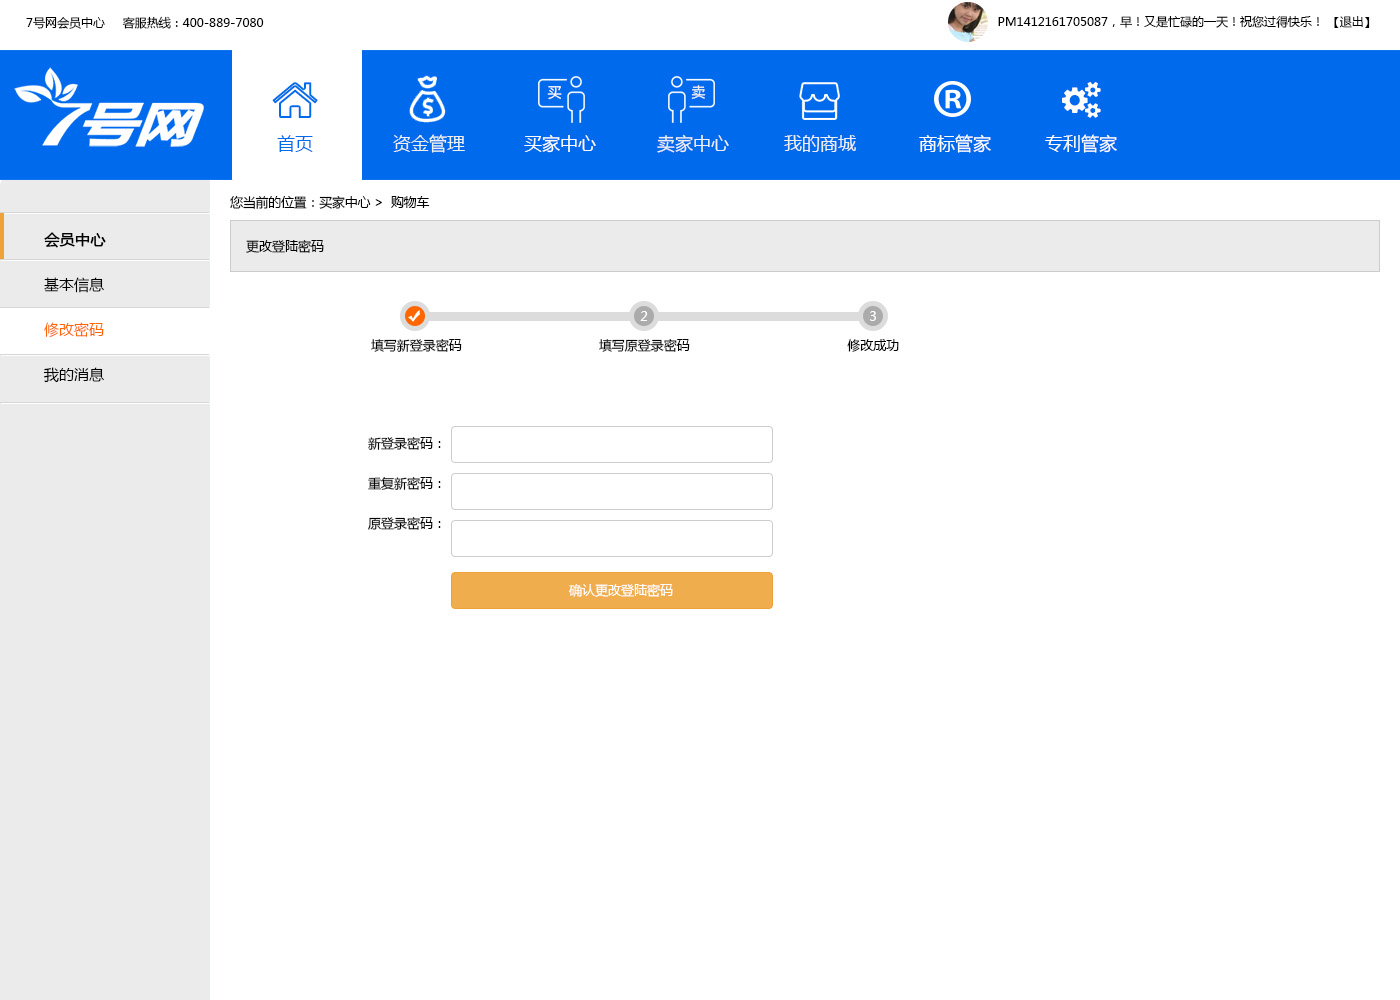 7号网会员中心 客服热线：400-889-7080
PM1412161705087，早！又是忙碌的一天！祝您过得快乐！【退出】
7号网
买
卖
R
首页 资金管理 买家中心 卖家中心 我的商城 商标管家 专利管家
您当前的位置：买家中心 > 购物车
会员中心
基本信息
修改密码
我的消息
更改登陆密码
2 3
填写新登录密码 填写原登录密码 修改成功
新登录密码：
重复新密码：
原登录密码：
确认更改登陆密码